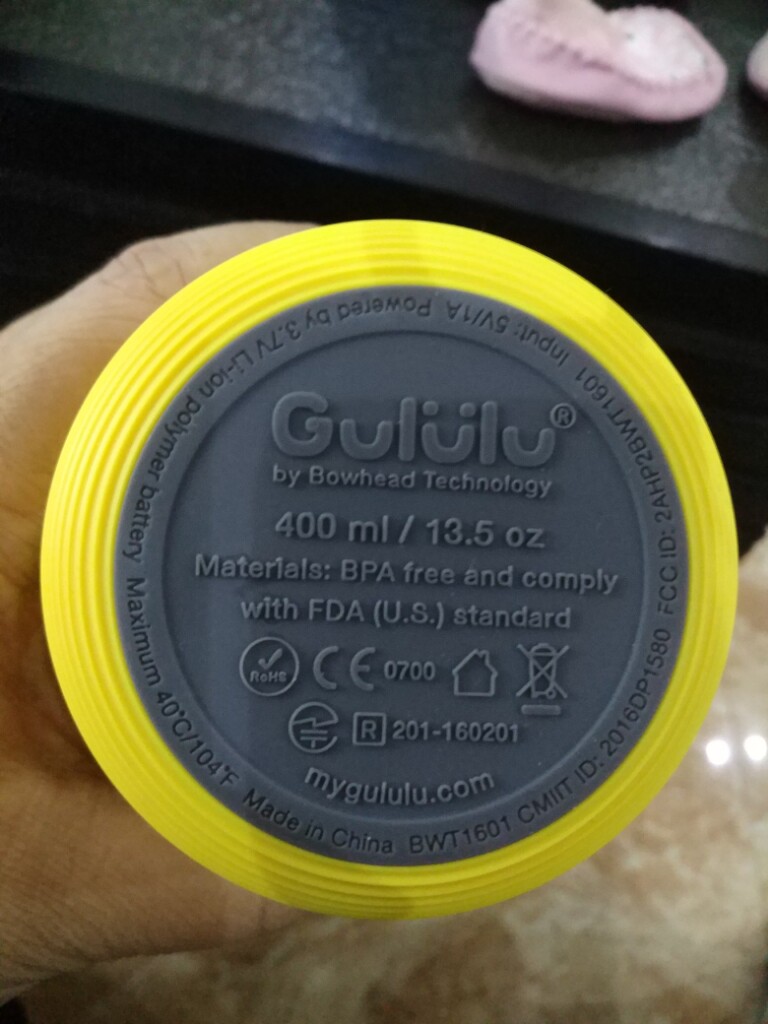 Gululu®
by Bowhead Technology
400 ml / 13.5 oz
Materials: BPA free and comply
with FDA (U.S.) standard
RoHS CE 0700
R 201-160201
mygululu.com
Input: 5V/1A Powered by 3.7V Li-ion polymer battery Maximum 40°C/104°F Made in China BWT1601 CMIIT ID: 2016DP1580 FCC ID: 2AHP2BWT1601